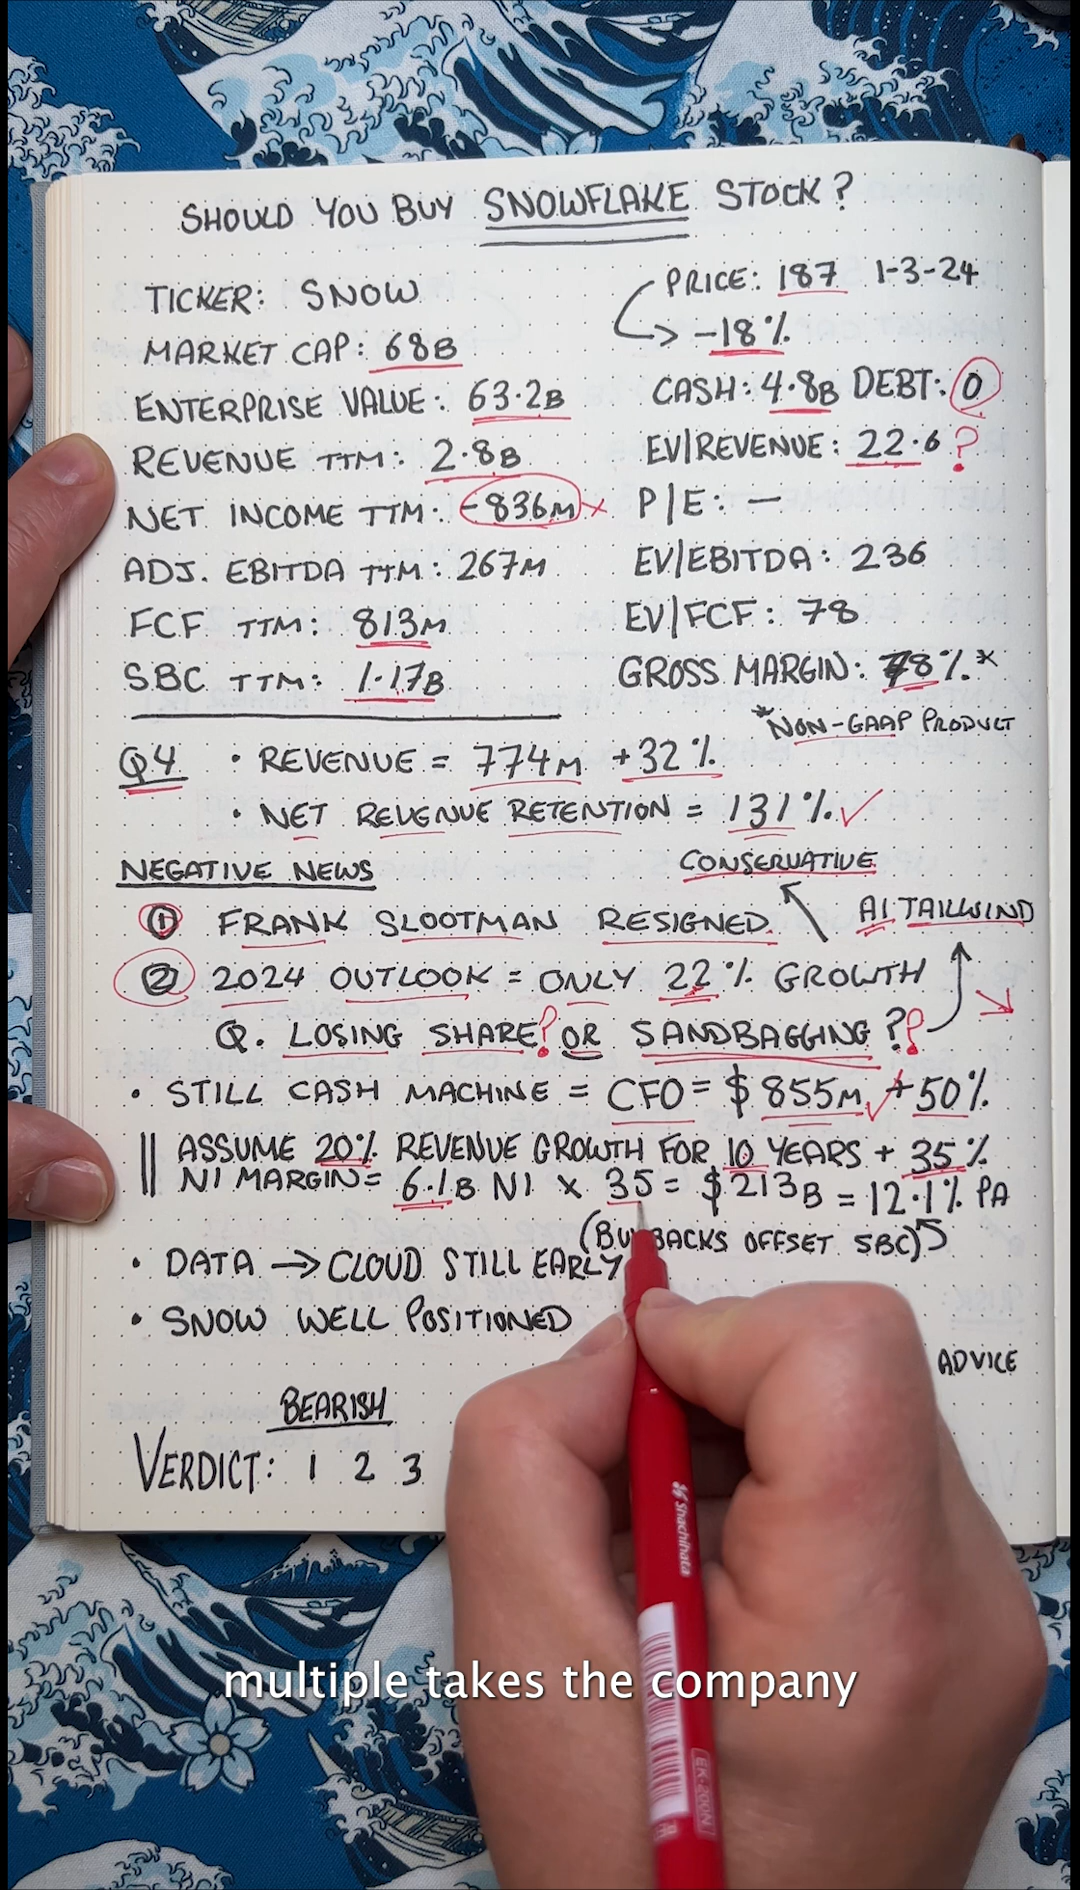 SHOULD YOU BUY SNOWFLAKE STOCK?
TICKER: SNOW
PRICE: 187 1-3-24
-18%
MARKET CAP: 68B
ENTERPRISE VALUE: 63.2B
CASH: 4.8B DEBT: 0
REVENUE TTM: 2.8B
EV/REVENUE: 22.6 ?
NET INCOME TTM: -836M x
P/E: —
ADJ. EBITDA TTM: 267M
EV/EBITDA: 236
FCF TTM: 813M
EV/FCF: 78
SBC TTM: 1.17B
GROSS MARGIN: 78%*
*NON-GAAP PRODUCT
Q4 • REVENUE = 774M +32%
• NET REVENUE RETENTION = 131% ✓
NEGATIVE NEWS
CONSERVATIVE
AI TAILWIND
① FRANK SLOOTMAN RESIGNED
② 2024 OUTLOOK = ONLY 22% GROWTH
Q. LOSING SHARE? OR SANDBAGGING ??
• STILL CASH MACHINE = CFO = $855M ✓ +50%
ASSUME 20% REVENUE GROWTH FOR 10 YEARS + 35%
NI MARGIN = 6.1B NI x 35 = $213B = 12.1% PA
(BUYBACKS OFFSET SBC)
• DATA → CLOUD STILL EARLY
• SNOW WELL POSITIONED
ADVICE
BEARISH
VERDICT: 1 2 3
multiple takes the company
Shachihata
EK-200N